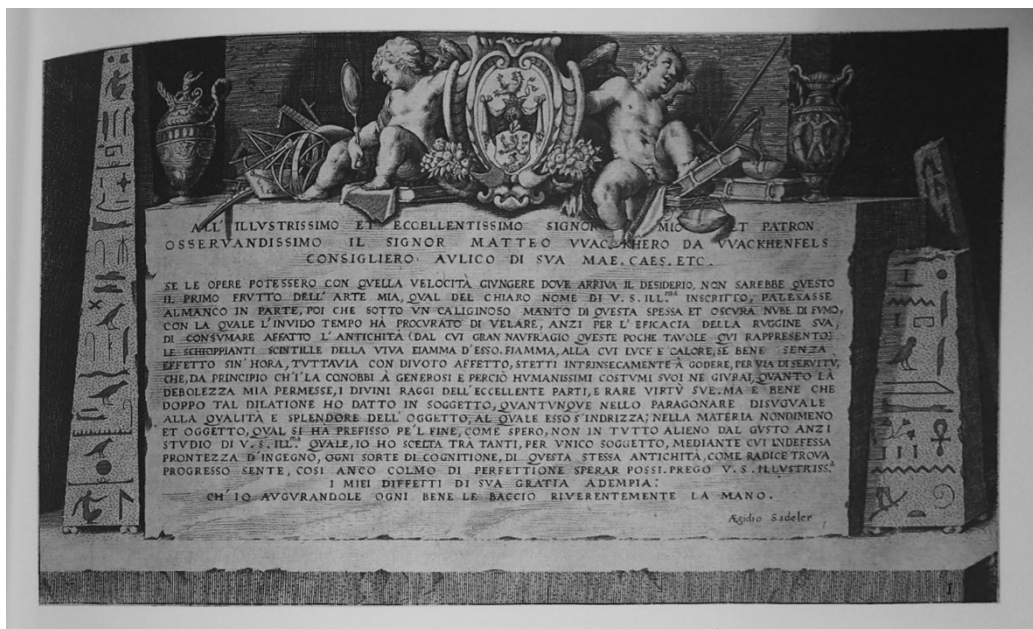 ALL'ILLVSTRISSIMO ET ECCELLENTISSIMO SIGNOR MIO ET PATRON
OSSERVANDISSIMO IL SIGNOR MATTEO VVACKHERO DA VVACKHENFELS
CONSIGLIERO AVLICO DI SVA MAE. CAES. ETC.
SE LE OPERE POTESSERO CON QVELLA VELOCITÀ GIVNGERE DOVE ARRIVA IL DESIDERIO, NON SAREBBE QVESTO
IL PRIMO FRVTTO DELL'ARTE MIA, QVAL DEL CHIARO NOME DI V. S. ILL.ma INSCRITTO, PALESASSE
ALMANCO IN PARTE, POI CHE SOTTO VN CALIGINOSO MANTO DI QVESTA SPESSA ET OSCVRA NVBE DI FVMO,
CON LA QVALE L'INVIDO TEMPO HÀ PROCVRATO DI VELARE, ANZI PER L'EFFICACIA DELLA RVGGINE SVA,
DI CONSVMARE AFFATTO L'ANTICHITÀ (DAL CVI GRAN NAVFRAGIO QVESTE POCHE TAVOLE QVI RAPPRESENTO)
LE SCHIOPPIANTI SCINTILLE DELLA VIVA FIAMMA D'ESSO. FIAMMA, ALLA CVI LVCE E CALORE, SE BENE SENZA
EFFETTO SIN'HORA, TVTTAVIA CON DIVOTO AFFETTO, STETTI INTRINSECAMENTE À GODERE, PER VIA DI SERVITV,
CHE, DA PRINCIPIO CH'I'LA CONOBBI À GENEROSI E PERCIÒ HVMANISSIMI COSTVMI SVOI NE GIVRAI, QVANTO LA
DEBOLEZZA MIA PERMESSE, I DIVINI RAGGI DELL'ECCELLENTE PARTI, E RARE VIRTÙ SVE. MA E BENE CHE
DOPPO TAL DILATIONE HO DATTO IN SOGGETTO, QVANTVNQVE NELLO PARAGONARE DISVGVALE
ALLA QVALITÀ E SPLENDORE DELL'OGGETTO, AL QVALE ESSO S'INDRIZZA; NELLA MATERIA NONDIMENO
ET OGGETTO, QVAL SI HA PREFISSO PE'L FINE, COME SPERO, NON IN TVTTO ALIENO DAL GVSTO ANZI
STVDIO DI V. S. ILL.ma QVALE, IO HO SCELTA TRÀ TANTI, PER VNICO SOGGETTO, MEDIANTE CVI INDEFESSA
PRONTEZZA D'INGEGNO, OGNI SORTE DI COGNITIONE, DI QVESTA STESSA ANTICHITÀ, COME RADICE TROVA
PROGRESSO SENTE, COSI ANCO COLMO DI PERFETTIONE SPERAR POSSI. PREGO V. S. ILLVSTRISS.a
I MIEI DIFFETTI DI SVA GRATIA ADEMPIA:
CH'IO AVGVRANDOLE OGNI BENE LE BACCIO RIVERENTEMENTE LA MANO.
Ægidio Sadeler
I